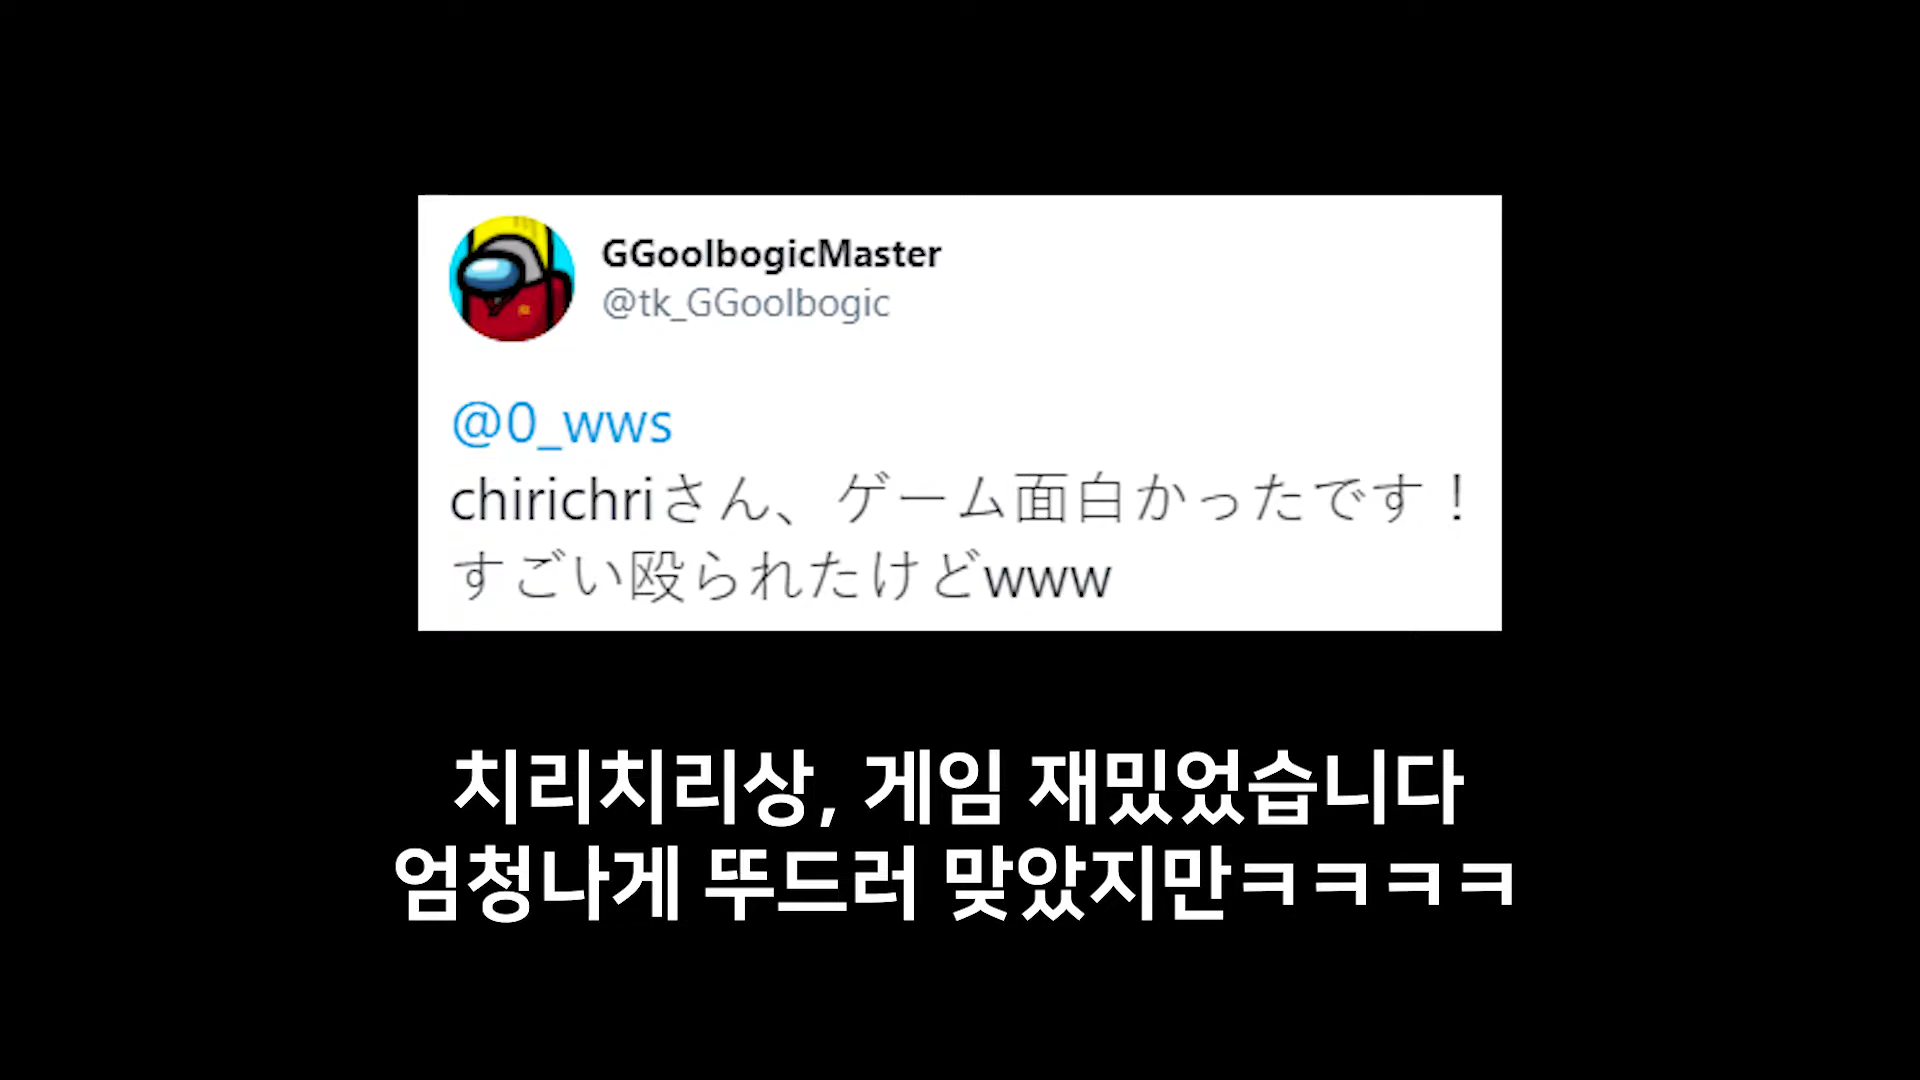 GGoolbogicMaster
@tk_GGoolbogic
@0_wws
chirichriさん、ゲーム面白かったです！
すごい殴られたけどwww
치리치리상, 게임 재밌었습니다
엄청나게 뚜드러 맞았지만ㅋㅋㅋㅋ